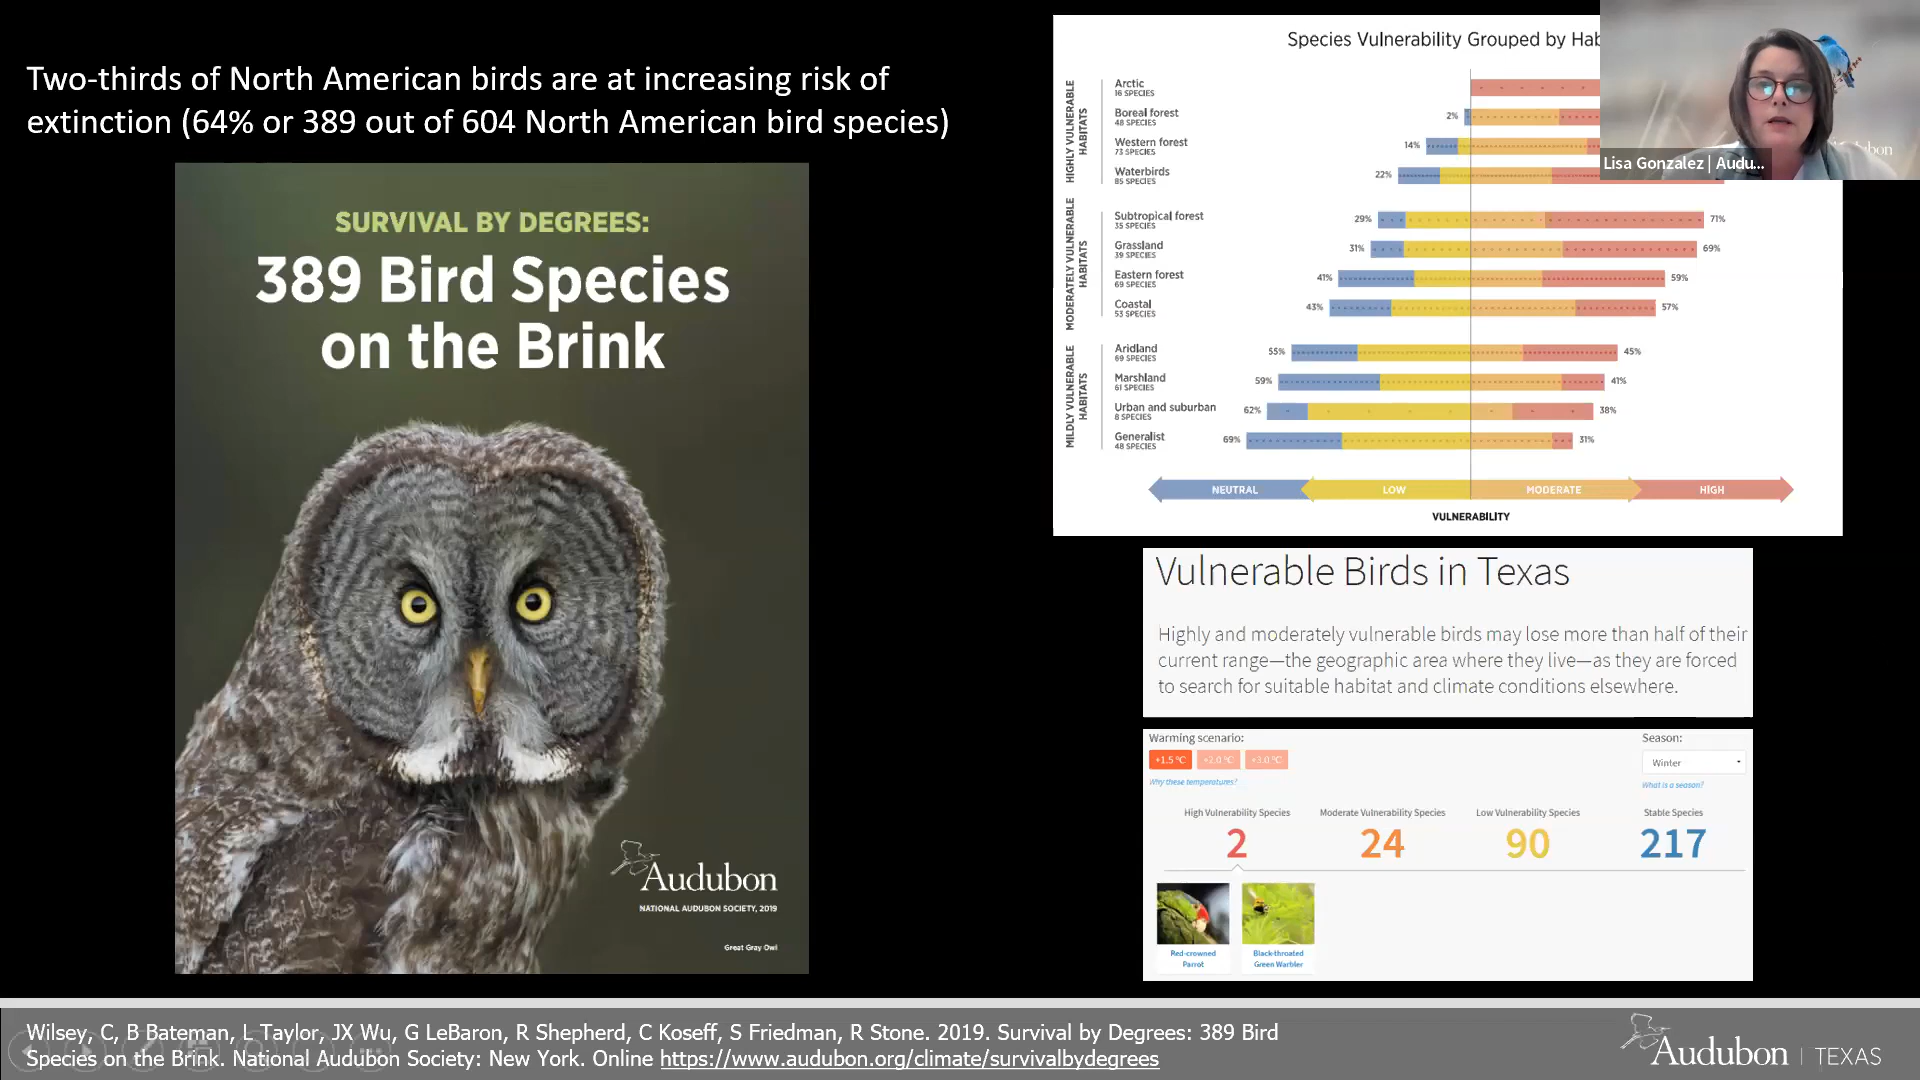 Two-thirds of North American birds are at increasing risk of
extinction (64% or 389 out of 604 North American bird species)
SURVIVAL BY DEGREES:
389 Bird Species
on the Brink
Audubon
NATIONAL AUDUBON SOCIETY, 2019
Great Gray Owl
Species Vulnerability Grouped by Hab
HIGHLY VULNERABLE
HABITATS
Arctic
16 SPECIES
Boreal forest
48 SPECIES
2%
Western forest
73 SPECIES
14%
Waterbirds
85 SPECIES
22%
MODERATELY VULNERABLE
HABITATS
Subtropical forest
35 SPECIES
29%
71%
Grassland
39 SPECIES
31%
69%
Eastern forest
69 SPECIES
41%
59%
Coastal
53 SPECIES
43%
57%
MILDLY VULNERABLE
HABITATS
Aridland
69 SPECIES
55%
45%
Marshland
61 SPECIES
59%
41%
Urban and suburban
8 SPECIES
62%
38%
Generalist
48 SPECIES
69%
31%
NEUTRAL
LOW
MODERATE
HIGH
VULNERABILITY
Lisa Gonzalez | Audu...
Vulnerable Birds in Texas
Highly and moderately vulnerable birds may lose more than half of their
current range—the geographic area where they live—as they are forced
to search for suitable habitat and climate conditions elsewhere.
Warming scenario:
+1.5 °C
+2.0 °C
+3.0 °C
Why these temperatures?
Season:
Winter
What is a season?
High Vulnerability Species
2
Moderate Vulnerability Species
24
Low Vulnerability Species
90
Stable Species
217
Red-crowned
Parrot
Black-throated
Green Warbler
Wilsey, C, B Bateman, L Taylor, JX Wu, G LeBaron, R Shepherd, C Koseff, S Friedman, R Stone. 2019. Survival by Degrees: 389 Bird
Species on the Brink. National Audubon Society: New York. Online https://www.audubon.org/climate/survivalbydegrees
Audubon | TEXAS